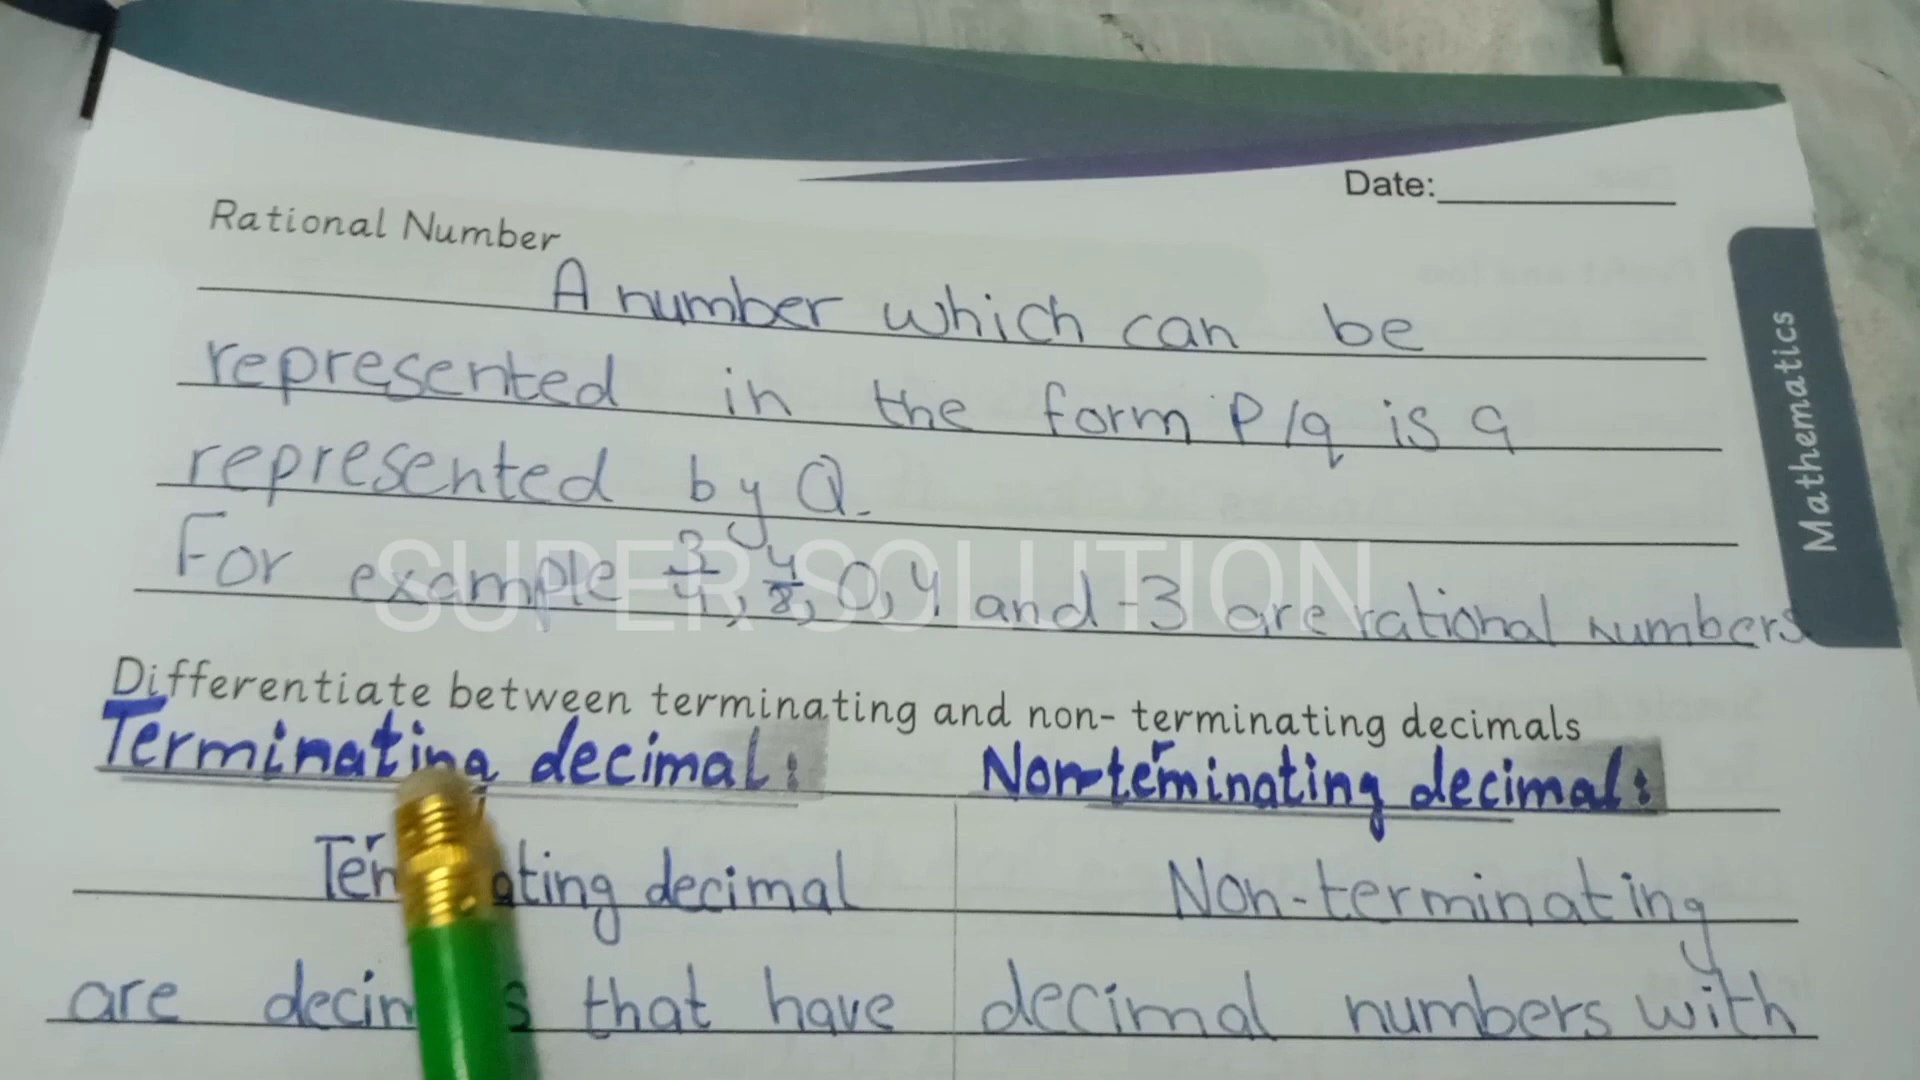 Date:
Rational Number
A number which can be
represented in the form P/q is a
represented by Q.
For example 3/4, 4/8, 0, 4 and -3 are rational numbers
SUPER SOLUTION
Mathematics
Differentiate between terminating and non- terminating decimals
Terminating decimal:
Non-terminating decimal:
ating decimal
are that have
Non-terminating
decimal numbers with